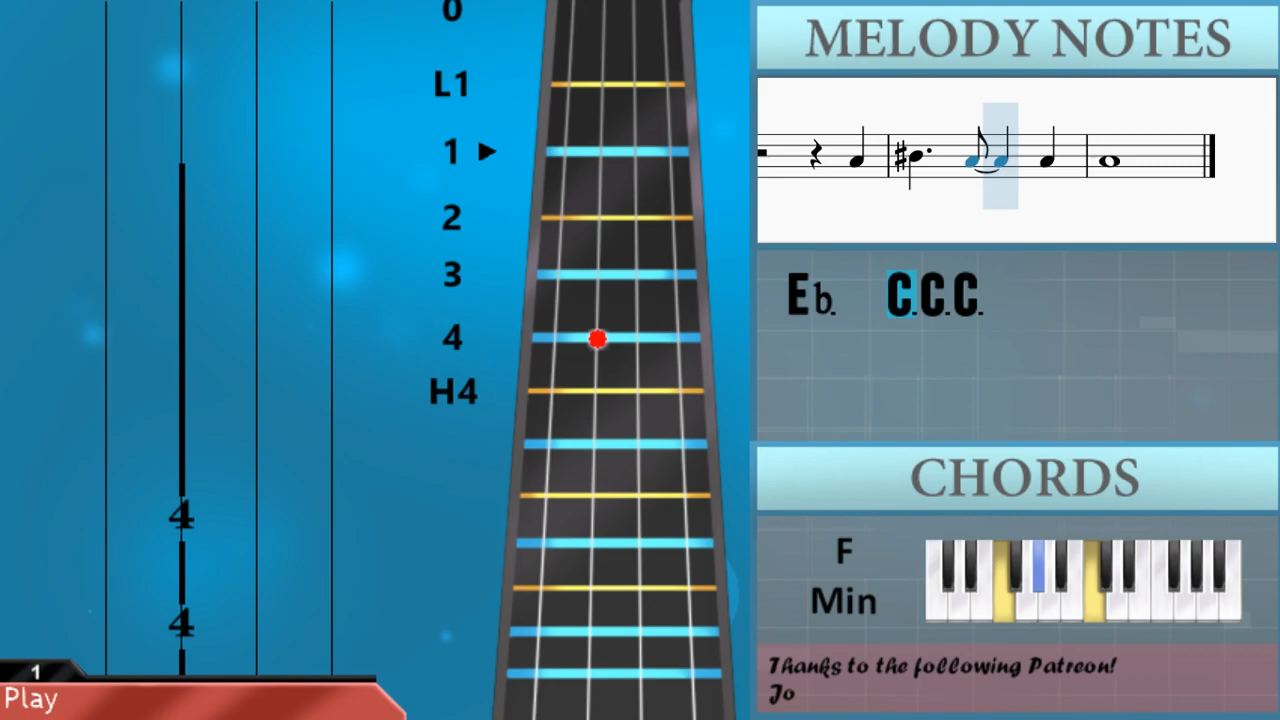 0
L1
1
2
3
4
H4
4
4
1
Play
MELODY NOTES
Eb. C.C.C.
CHORDS
F
Min
Thanks to the following Patreon!
Jo